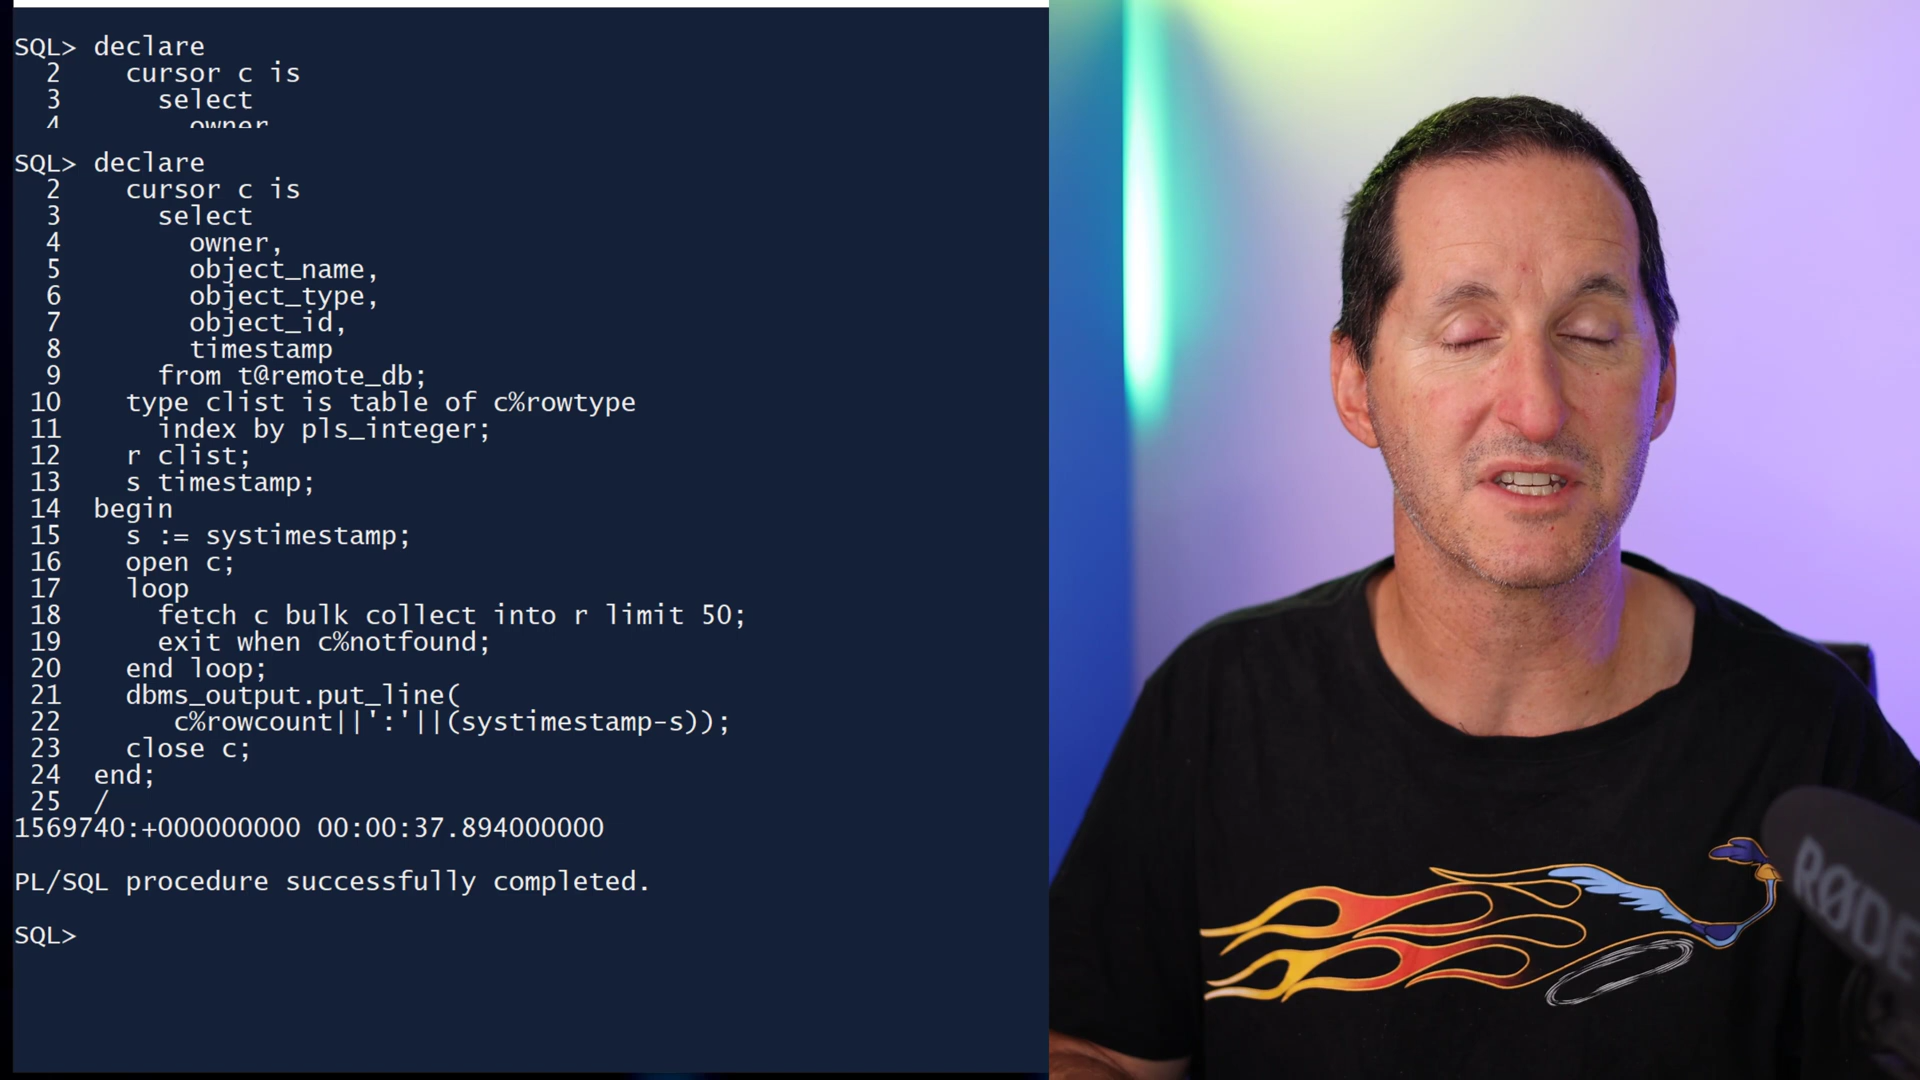 SQL> declare
2 cursor c is
3 select
4 owner
SQL> declare
2 cursor c is
3 select
4 owner,
5 object_name,
6 object_type,
7 object_id,
8 timestamp
9 from t@remote_db;
10 type clist is table of c%rowtype
11 index by pls_integer;
12 r clist;
13 s timestamp;
14 begin
15 s := systimestamp;
16 open c;
17 loop
18 fetch c bulk collect into r limit 50;
19 exit when c%notfound;
20 end loop;
21 dbms_output.put_line(
22 c%rowcount||':'||(systimestamp-s));
23 close c;
24 end;
25 /
1569740:+000000000 00:00:37.894000000
PL/SQL procedure successfully completed.
SQL>
RØDE